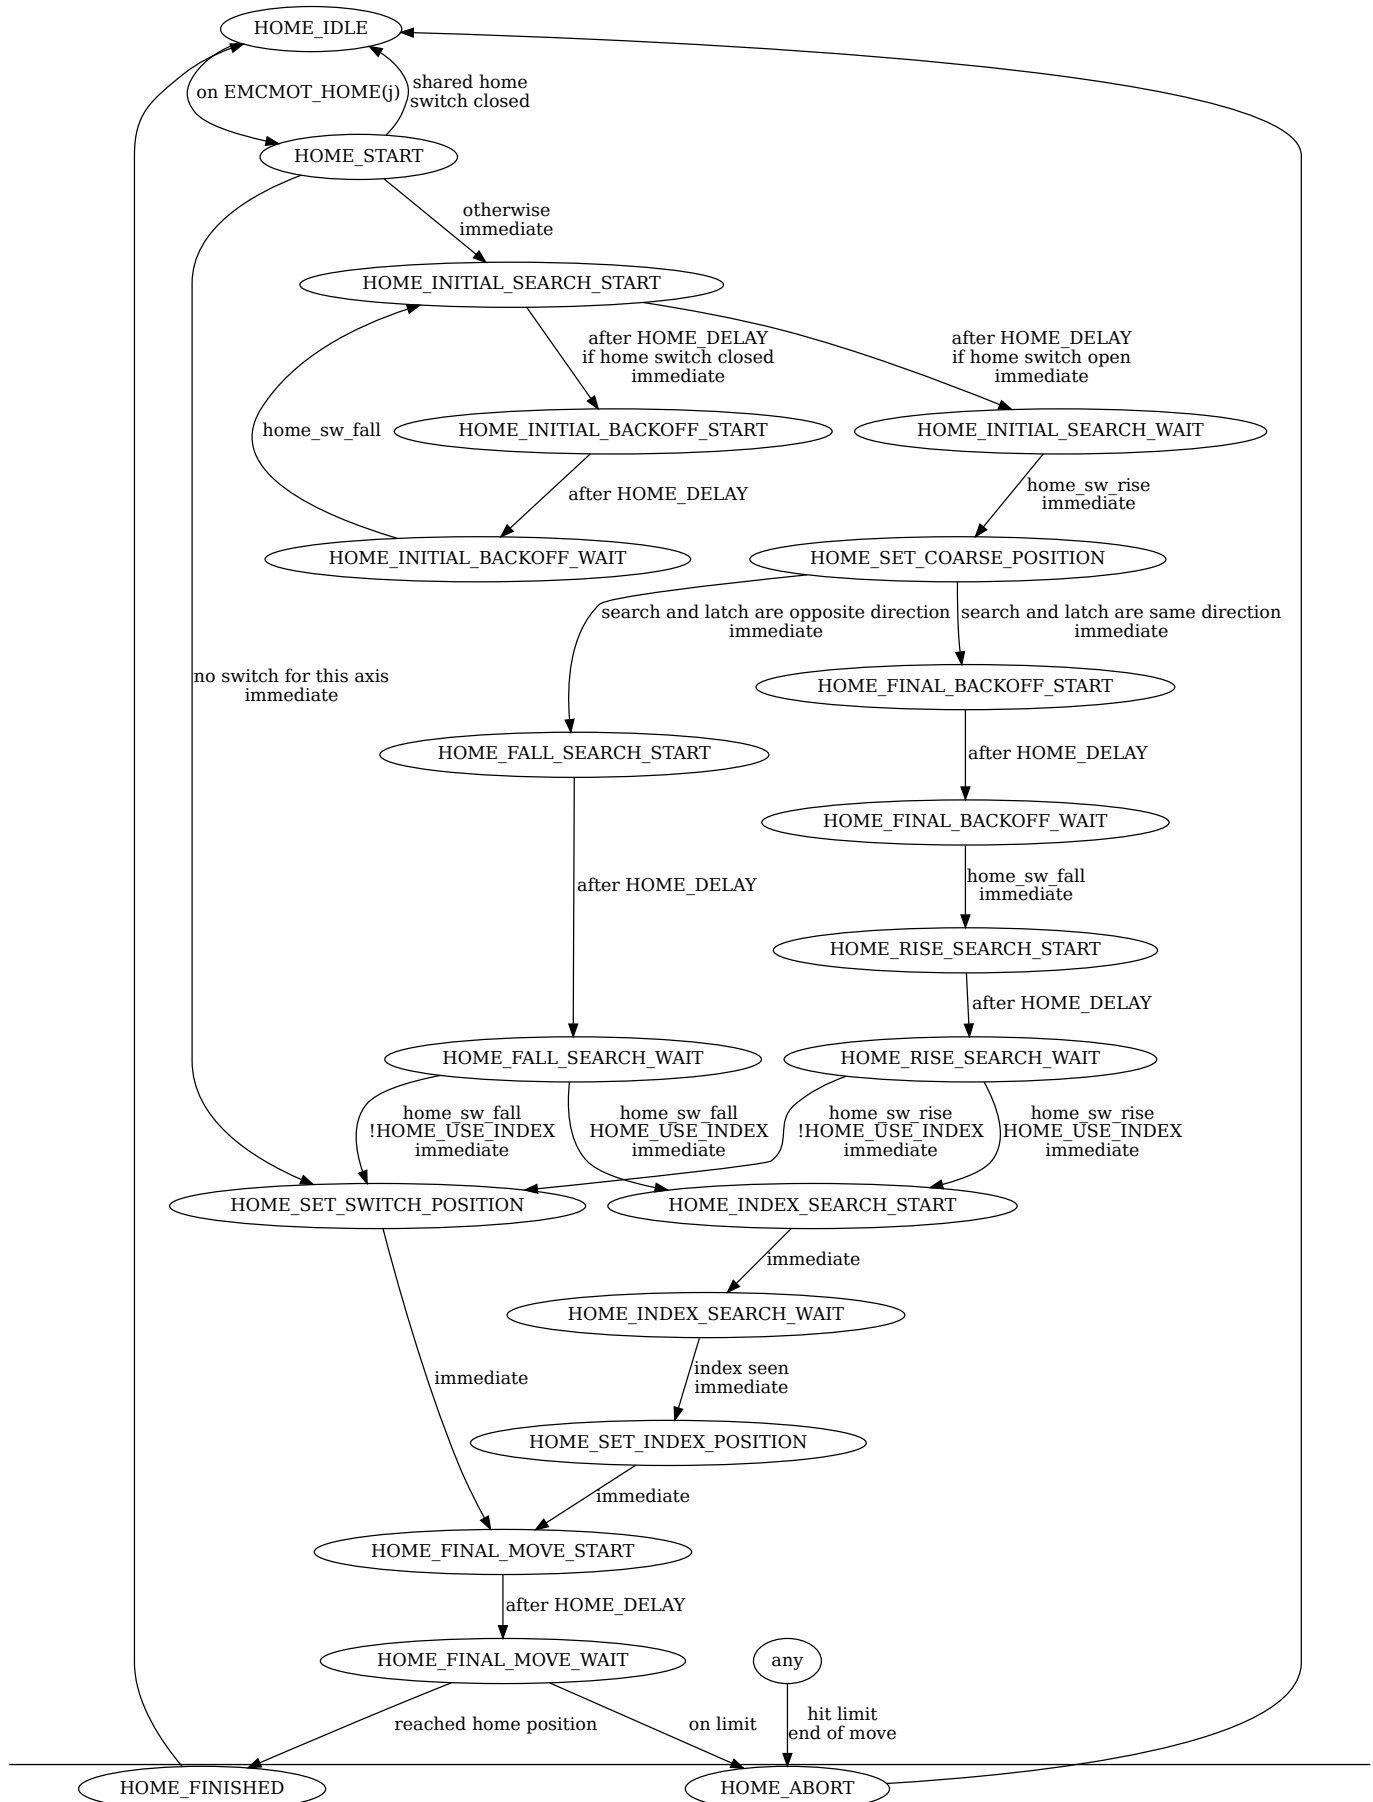 HOME_IDLE
on EMCMOT_HOME(j)
shared home
switch closed
HOME_START
otherwise
immediate
HOME_INITIAL_SEARCH_START
after HOME_DELAY
if home switch closed
immediate
after HOME_DELAY
if home switch open
immediate
home_sw_fall
HOME_INITIAL_BACKOFF_START
HOME_INITIAL_SEARCH_WAIT
after HOME_DELAY
home_sw_rise
immediate
HOME_INITIAL_BACKOFF_WAIT
HOME_SET_COARSE_POSITION
search and latch are opposite direction
immediate
search and latch are same direction
immediate
no switch for this axis
immediate
HOME_FINAL_BACKOFF_START
HOME_FALL_SEARCH_START
after HOME_DELAY
HOME_FINAL_BACKOFF_WAIT
after HOME_DELAY
home_sw_fall
immediate
HOME_RISE_SEARCH_START
after HOME_DELAY
HOME_FALL_SEARCH_WAIT
HOME_RISE_SEARCH_WAIT
home_sw_fall
!HOME_USE_INDEX
immediate
home_sw_fall
HOME_USE_INDEX
immediate
home_sw_rise
!HOME_USE_INDEX
immediate
home_sw_rise
HOME_USE_INDEX
immediate
HOME_SET_SWITCH_POSITION
HOME_INDEX_SEARCH_START
immediate
HOME_INDEX_SEARCH_WAIT
immediate
index seen
immediate
HOME_SET_INDEX_POSITION
immediate
HOME_FINAL_MOVE_START
after HOME_DELAY
HOME_FINAL_MOVE_WAIT
any
reached home position
on limit
hit limit
end of move
HOME_FINISHED
HOME_ABORT